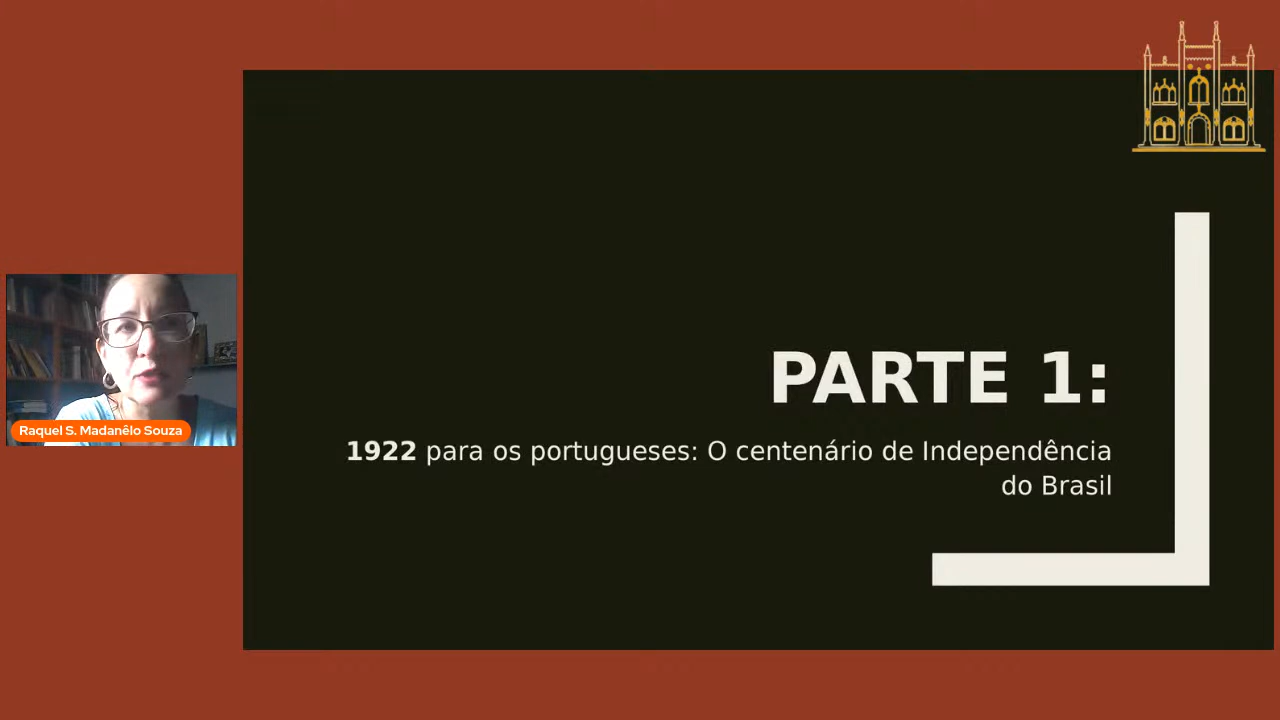 PARTE 1:
1922 para os portugueses: O centenário de Independência
do Brasil
Raquel S. Madanêlo Souza